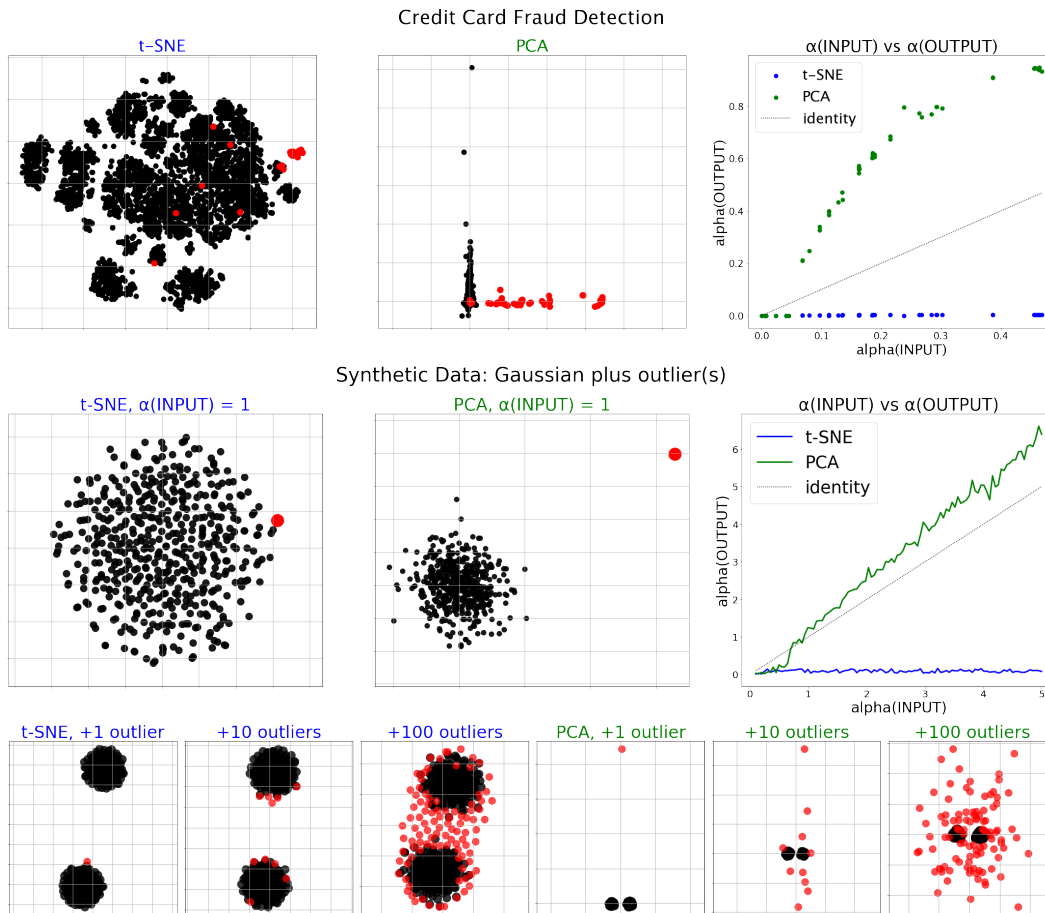 Credit Card Fraud Detection
t-SNE
PCA
α(INPUT) vs α(OUTPUT)
t-SNE
PCA
identity
alpha(OUTPUT)
0.8
0.6
0.4
0.2
0.0
0.0 0.1 0.2 0.3 0.4
alpha(INPUT)
Synthetic Data: Gaussian plus outlier(s)
t-SNE, α(INPUT) = 1
PCA, α(INPUT) = 1
α(INPUT) vs α(OUTPUT)
t-SNE
PCA
identity
alpha(OUTPUT)
6
5
4
3
2
1
0
0 1 2 3 4 5
alpha(INPUT)
t-SNE, +1 outlier
+10 outliers
+100 outliers
PCA, +1 outlier
+10 outliers
+100 outliers